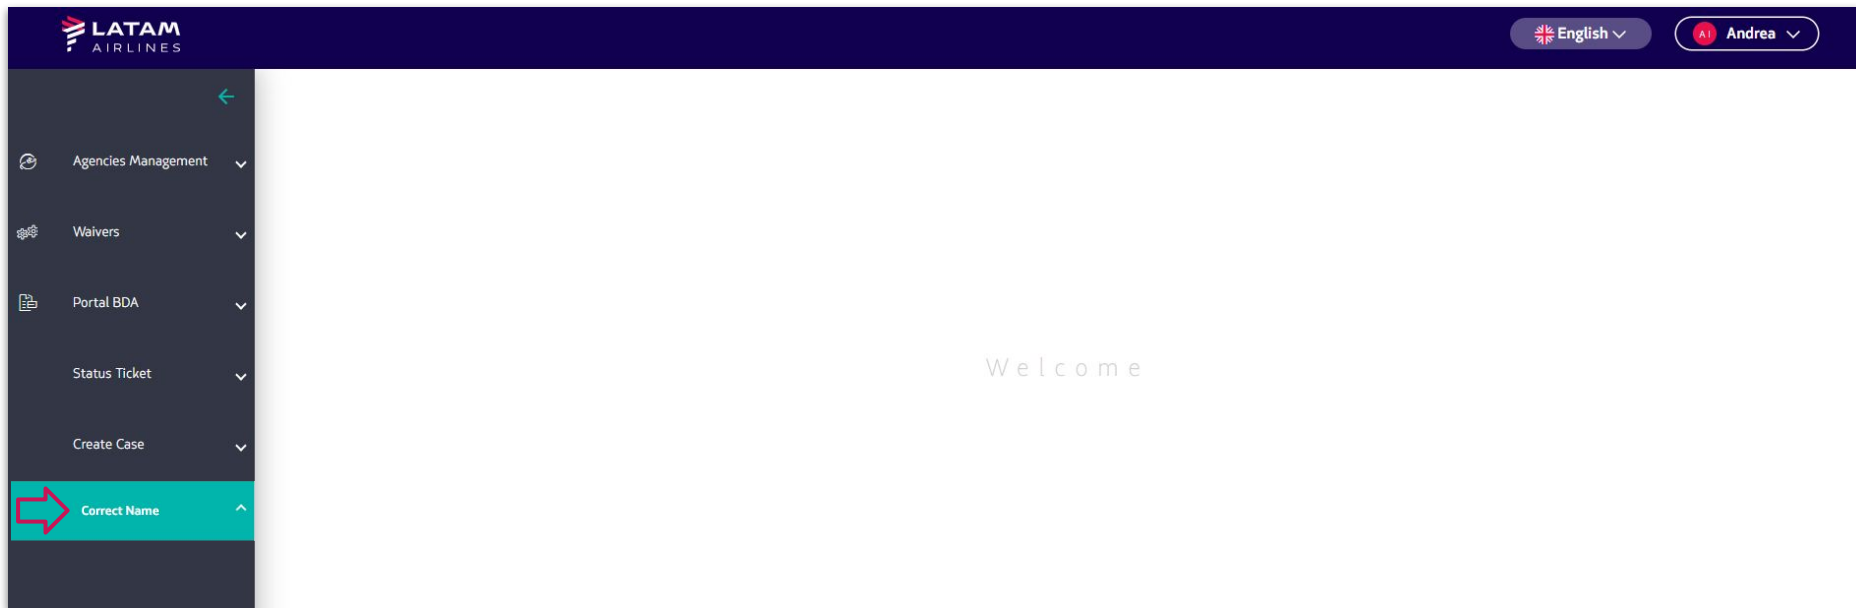 LATAM
AIRLINES
English
AI Andrea
Agencies Management
Waivers
Portal BDA
Status Ticket
Welcome
Create Case
Correct Name